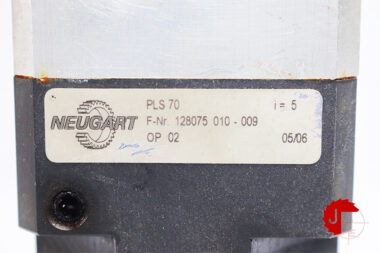 PLS 70 i = 5
NEUGART F-Nr. 128075 010 - 009
OP 02 05/06